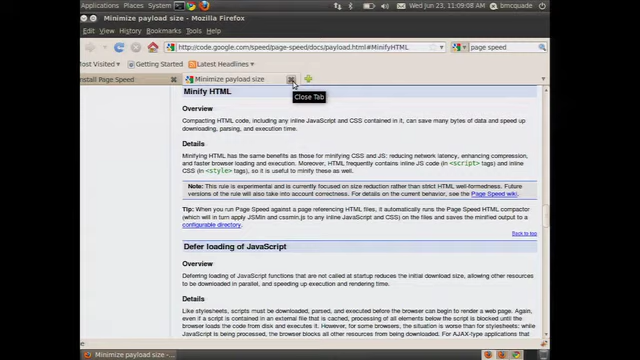 Applications Places System
Wed Jun 23, 11:09:08 AM
bmcquade
Minimize payload size - Mozilla Firefox
Edit View History Bookmarks Tools Help
http://code.google.com/speed/page-speed/docs/payload.html#MinifyHTML
page speed
Most Visited
Getting Started
Latest Headlines
Install Page Speed
Minimize payload size
Close Tab
Minify HTML
Overview
Compacting HTML code, including any inline JavaScript and CSS contained in it, can save many bytes of data and speed up
downloading, parsing, and execution time.
Details
Minifying HTML has the same benefits as those for minifying CSS and JS: reducing network latency, enhancing compression,
and faster browser loading and execution. Moreover, HTML frequently contains inline JS code (in <script> tags) and inline
CSS (in <style> tags), so it is useful to minify these as well.
Note: This rule is experimental and is currently focused on size reduction rather than strict HTML well-formedness. Future
versions of the rule will also take into account correctness. For details on the current behavior, see the Page Speed wiki.
Tip: When you run Page Speed against a page referencing HTML files, it automatically runs the Page Speed HTML compactor
(which will in turn apply JSMin and cssmin.js to any inline JavaScript and CSS) on the files and saves the minified output to a
configurable directory.
Back to top
Defer loading of JavaScript
Overview
Deferring loading of JavaScript functions that are not called at startup reduces the initial download size, allowing other resources
to be downloaded in parallel, and speeding up execution and rendering time.
Details
Like stylesheets, scripts must be downloaded, parsed, and executed before the browser can begin to render a web page. Again,
even if a script is contained in an external file that is cached, processing of all elements below the script is blocked until the
browser loads the code from disk and executes it. However, for some browsers, the situation is worse than for stylesheets: while
JavaScript is being processed, the browser blocks all other resources from being downloaded. For AJAX-type applications that
Minimize payload size -...